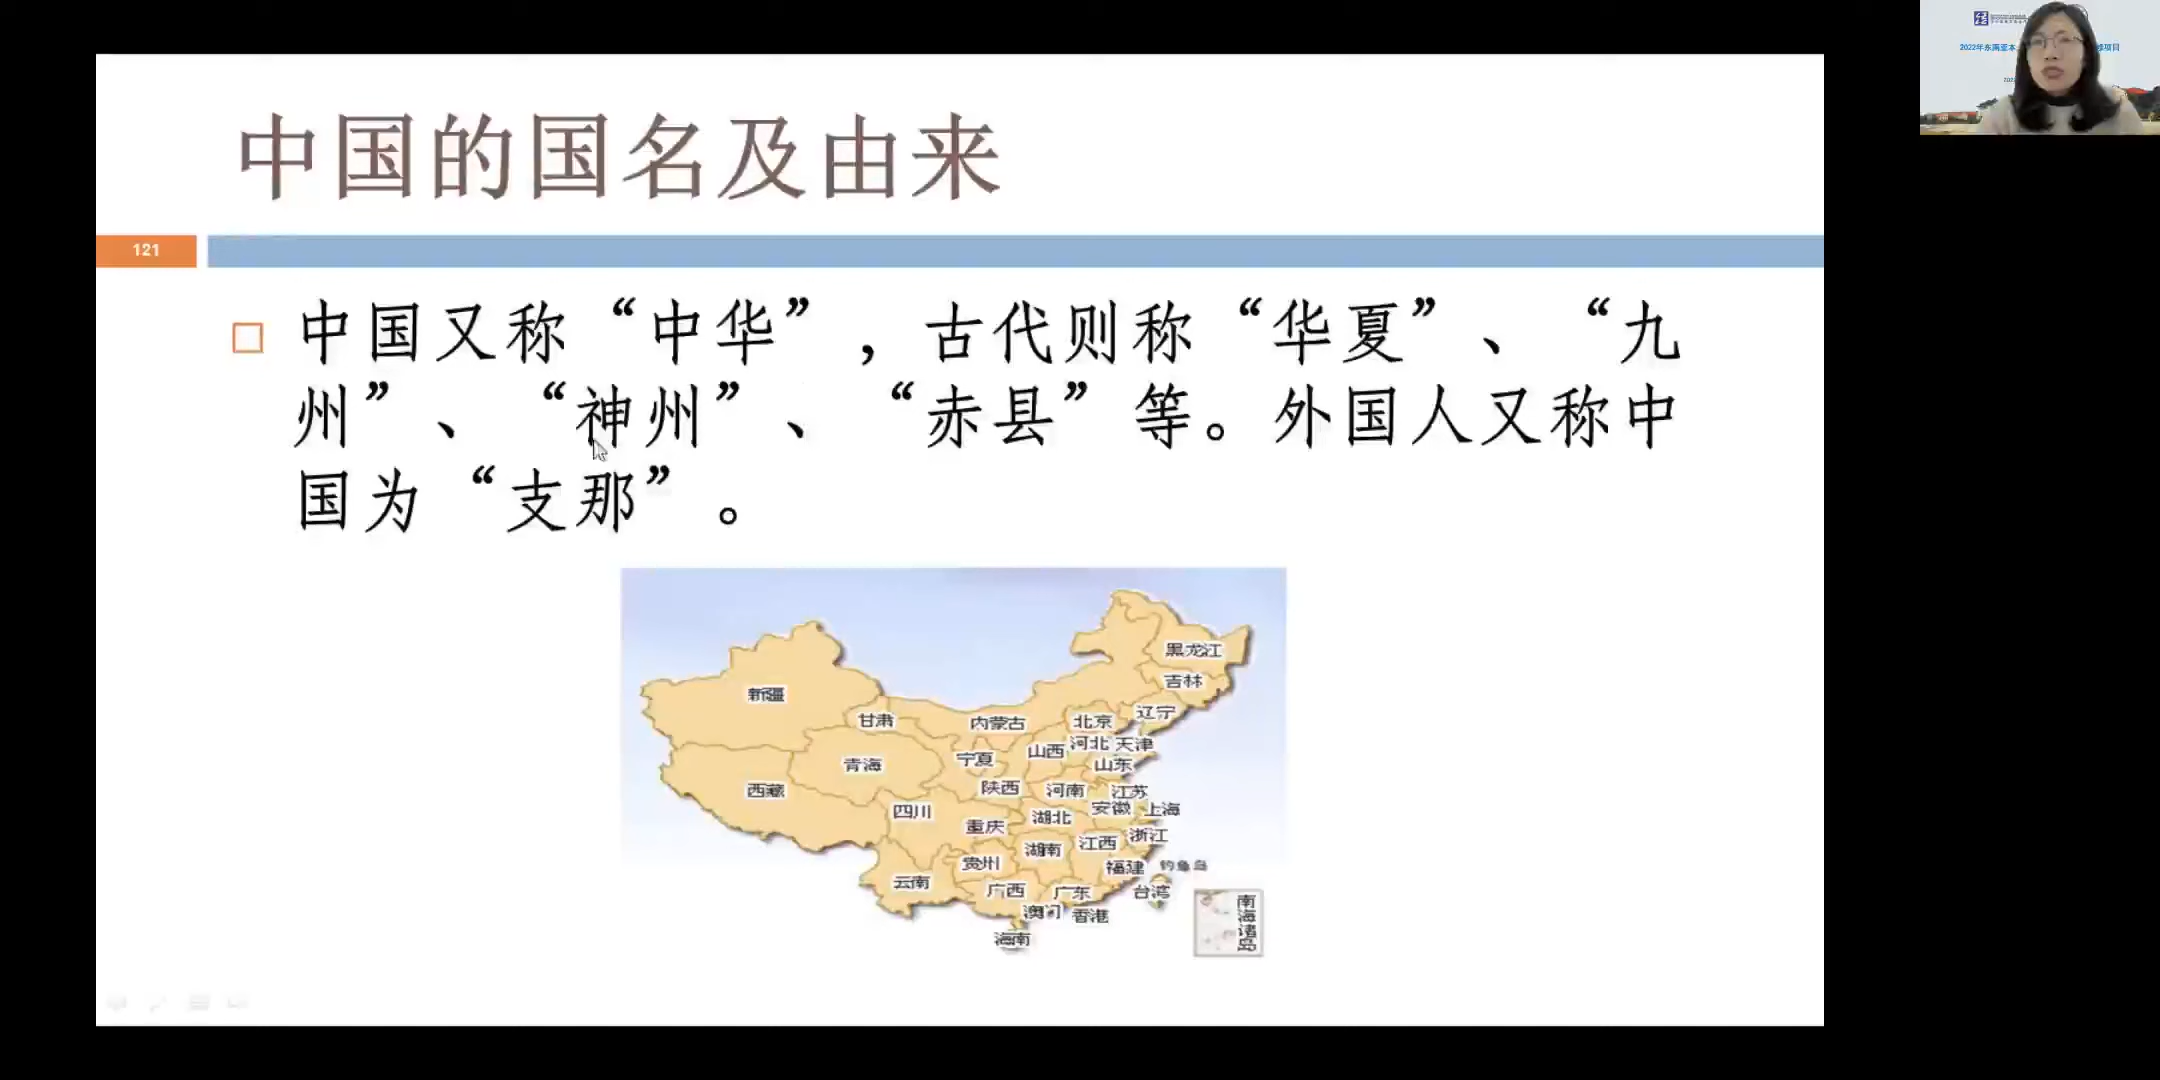 中国的国名及由来
121
中国又称“中华”，古代则称“华夏”、“九
州”、“神州”、“赤县”等。外国人又称中
国为“支那”。
黑龙江
吉林
新疆
辽宁
甘肃
内蒙古
北京
河北
天津
山西
宁夏
青海
山东
陕西
河南
江苏
西藏
安徽
上海
四川
湖北
重庆
浙江
江西
湖南
贵州
福建
钓鱼岛
云南
广西
广东
台湾
澳门
香港
海南
南海诸岛
2022年东南亚本
修项目